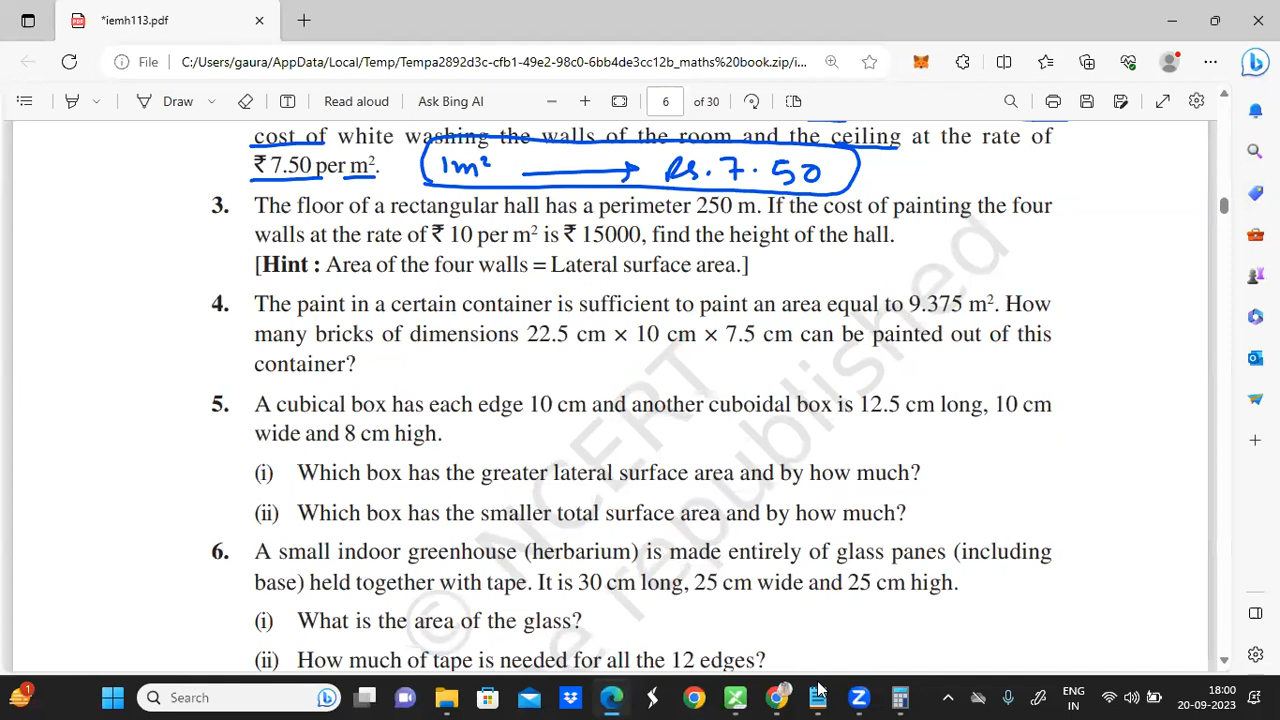 *iemh113.pdf
File C:/Users/gaura/AppData/Local/Temp/Tempa289283c-cfb1-49e2-98c0-6bb4de3cc12b_maths%20book.zip/i...
Draw Read aloud Ask Bing AI 6 of 30
cost of white washing the walls of the room and the ceiling at the rate of
₹ 7.50 per m². 1m² → Rs. 7.50
3. The floor of a rectangular hall has a perimeter 250 m. If the cost of painting the four
walls at the rate of ₹ 10 per m² is ₹ 15000, find the height of the hall.
[Hint : Area of the four walls = Lateral surface area.]
4. The paint in a certain container is sufficient to paint an area equal to 9.375 m². How
many bricks of dimensions 22.5 cm × 10 cm × 7.5 cm can be painted out of this
container?
5. A cubical box has each edge 10 cm and another cuboidal box is 12.5 cm long, 10 cm
wide and 8 cm high.
(i) Which box has the greater lateral surface area and by how much?
(ii) Which box has the smaller total surface area and by how much?
6. A small indoor greenhouse (herbarium) is made entirely of glass panes (including
base) held together with tape. It is 30 cm long, 25 cm wide and 25 cm high.
(i) What is the area of the glass?
(ii) How much of tape is needed for all the 12 edges?
© NCERT
be republished
1 Search ENG 18:00
IN 20-09-2023